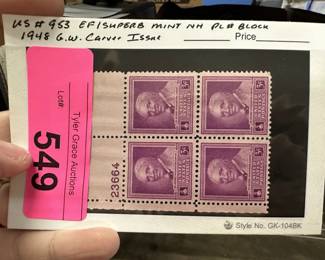 US # 953 EF/SUPERB MINT NH PL# BLOCK
1948 G.W. Carver Issue
Price
Lot#:
549
Tyler Grace Auctions
23664
Style No. GK-104BK